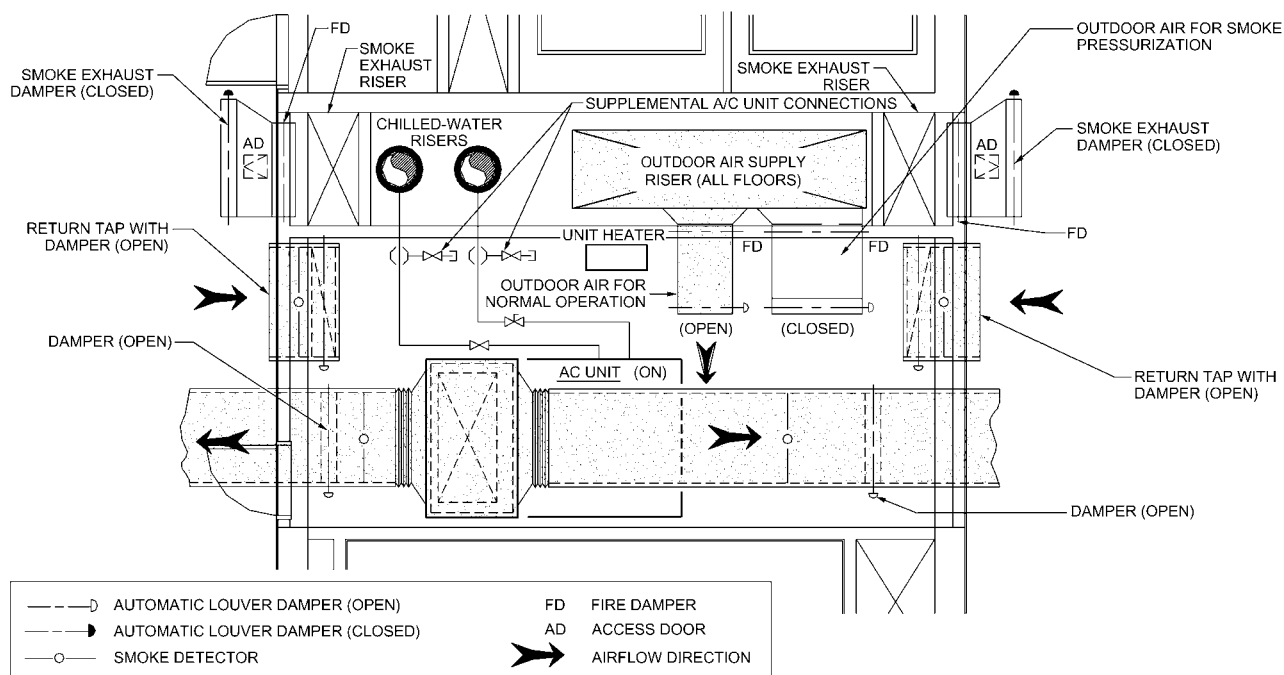 FD
SMOKE
EXHAUST
RISER
SMOKE EXHAUST
DAMPER (CLOSED)
AD
CHILLED-WATER
RISERS
SUPPLEMENTAL A/C UNIT CONNECTIONS
SMOKE EXHAUST
RISER
OUTDOOR AIR FOR SMOKE
PRESSURIZATION
OUTDOOR AIR SUPPLY
RISER (ALL FLOORS)
AD
SMOKE EXHAUST
DAMPER (CLOSED)
RETURN TAP WITH
DAMPER (OPEN)
UNIT HEATER
FD
FD
FD
OUTDOOR AIR FOR
NORMAL OPERATION
(OPEN)
(CLOSED)
DAMPER (OPEN)
AC UNIT (ON)
RETURN TAP WITH
DAMPER (OPEN)
DAMPER (OPEN)
AUTOMATIC LOUVER DAMPER (OPEN)
AUTOMATIC LOUVER DAMPER (CLOSED)
SMOKE DETECTOR
FD FIRE DAMPER
AD ACCESS DOOR
AIRFLOW DIRECTION